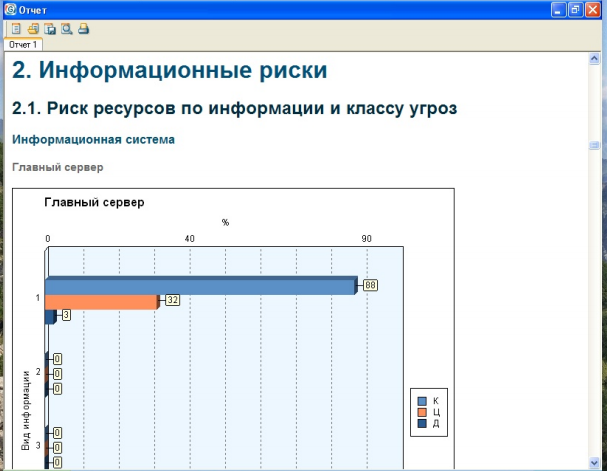 Отчет
Отчет 1
2. Информационные риски
2.1. Риск ресурсов по информации и классу угроз
Информационная система
Главный сервер
Главный сервер
%
0 40 90
1
88
32
3
2
0
0
0
3
0
0
0
Вид информации
К
Ц
Д